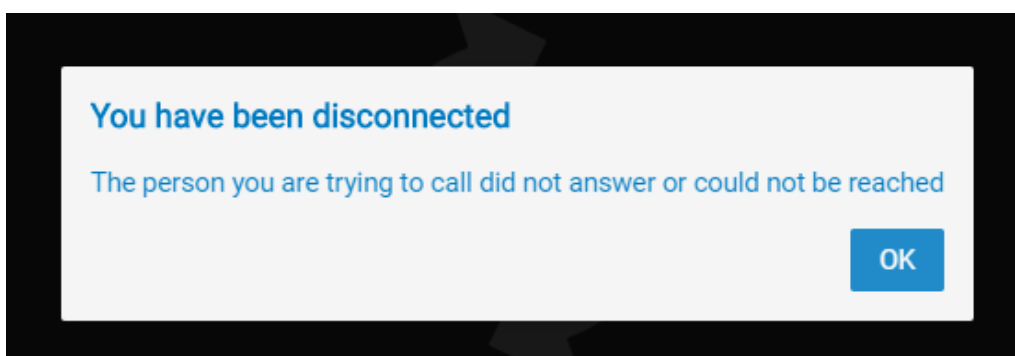 You have been disconnected
The person you are trying to call did not answer or could not be reached
OK